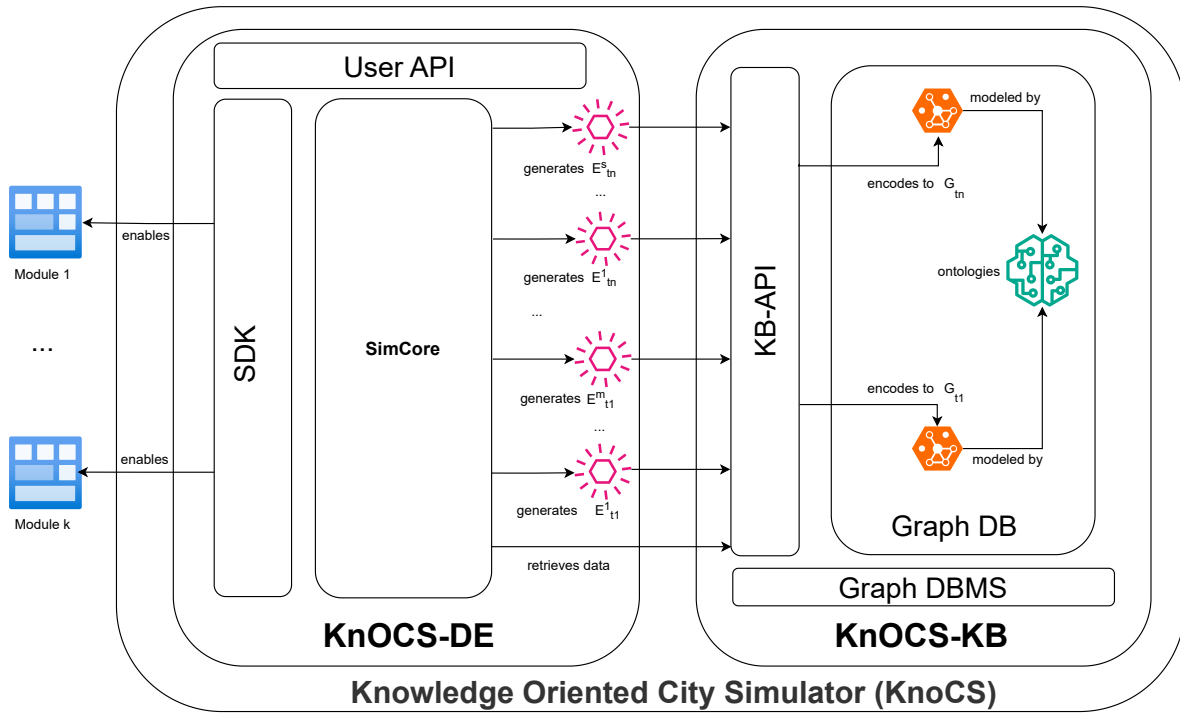 User API
SDK
SimCore
Module 1
enables
...
Module k
enables
generates E^s_tn
...
generates E^1_tn
...
generates E^m_t1
...
generates E^1_t1
retrieves data
KnOCS-DE
KB-API
modeled by
encodes to G_tn
ontologies
encodes to G_t1
modeled by
Graph DB
Graph DBMS
KnOCS-KB
Knowledge Oriented City Simulator (KnoCS)